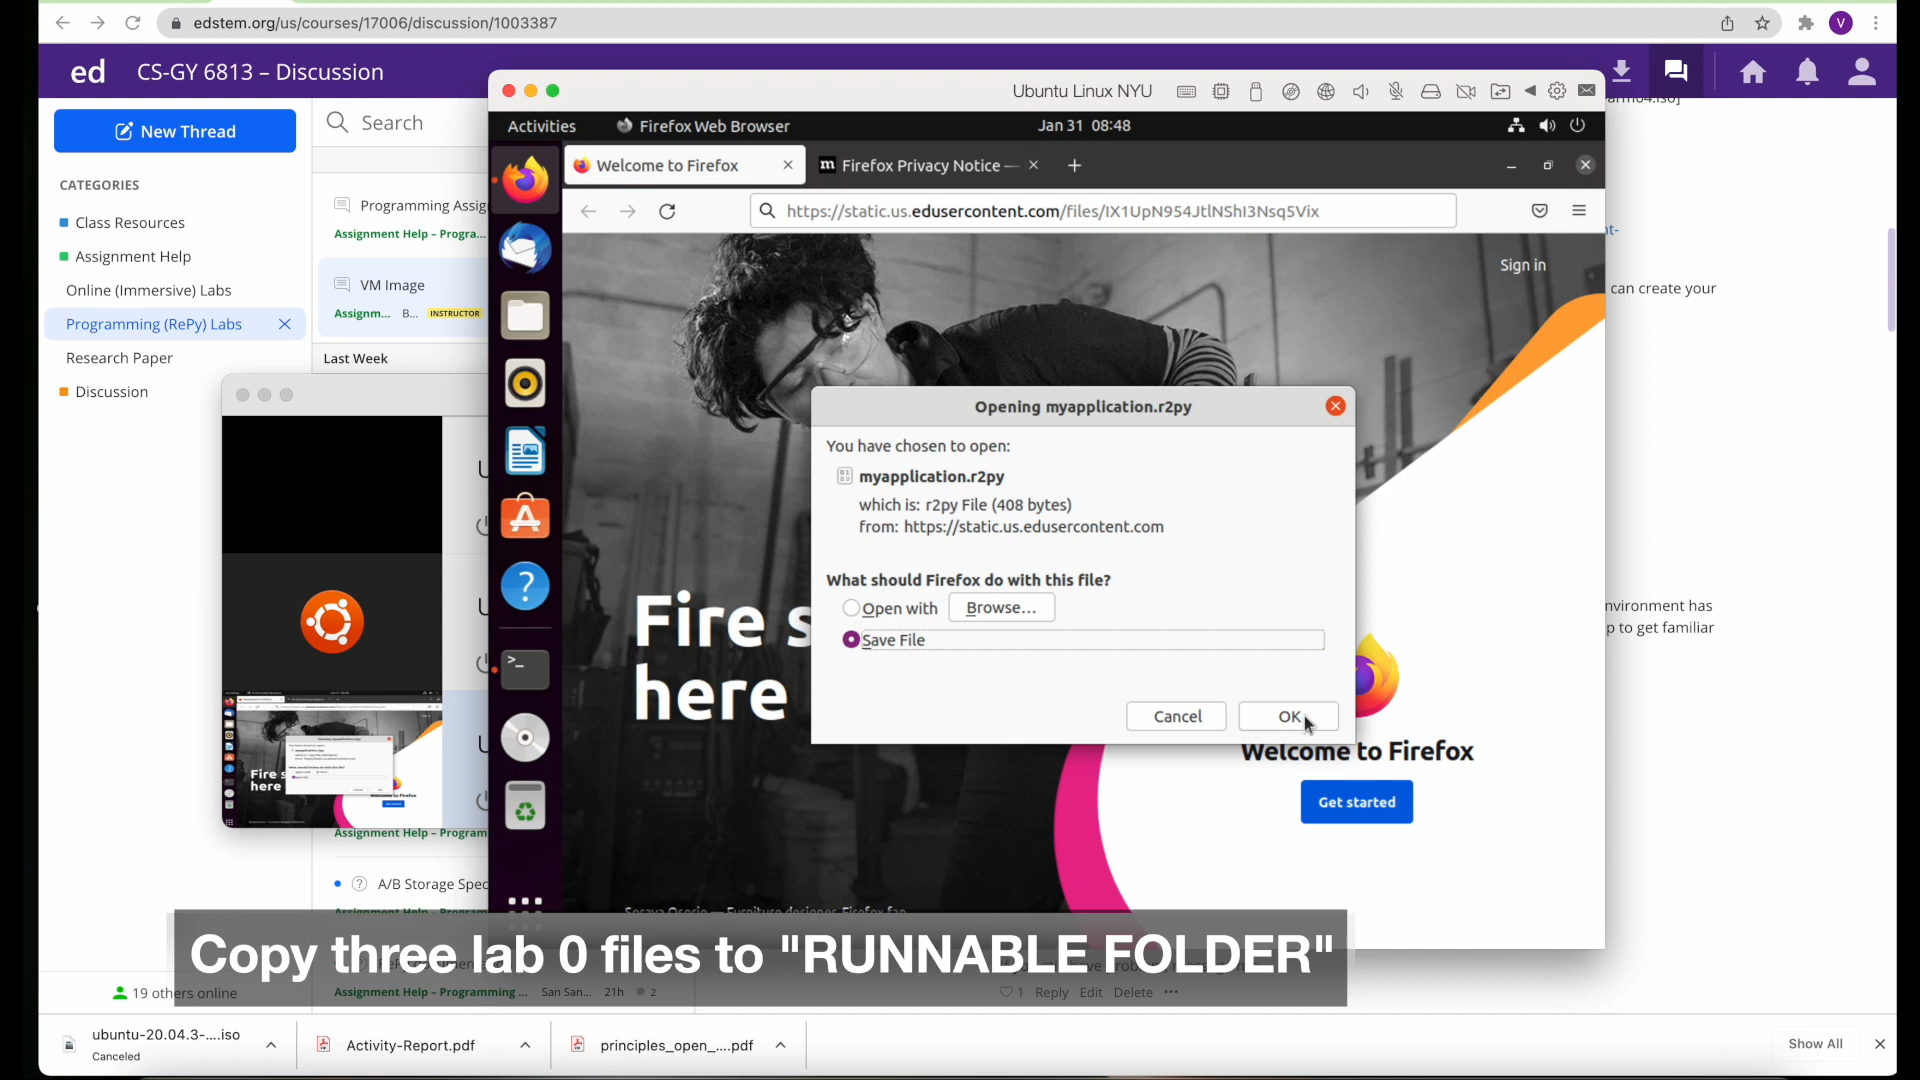 edstem.org/us/courses/17006/discussion/1003387
V
ed CS-GY 6813 – Discussion
New Thread
Search
CATEGORIES
Class Resources
Assignment Help
Online (Immersive) Labs
Programming (RePy) Labs
Research Paper
Discussion
Programming Assig
Assignment Help – Progra...
VM Image
Assignm... B... INSTRUCTOR
Last Week
Ubuntu Linux NYU
Activities Firefox Web Browser Jan 31 08:48
Welcome to Firefox
Firefox Privacy Notice —
https://static.us.edusercontent.com/files/IX1UpN954JtlNShI3Nsq5Vix
Sign in
can create your
nvironment has
p to get familiar
Opening myapplication.r2py
You have chosen to open:
myapplication.r2py
which is: r2py File (408 bytes)
from: https://static.us.edusercontent.com
What should Firefox do with this file?
Open with Browse...
Save File
Cancel OK
Fire s
here
Welcome to Firefox
Get started
Assignment Help – Program
A/B Storage Spec
Copy three lab 0 files to "RUNNABLE FOLDER"
19 others online
Assignment Help – Programming ... San San... 21h 2
1 Reply Edit Delete ...
ubuntu-20.04.3-....iso
Canceled
Activity-Report.pdf
principles_open_....pdf
Show All